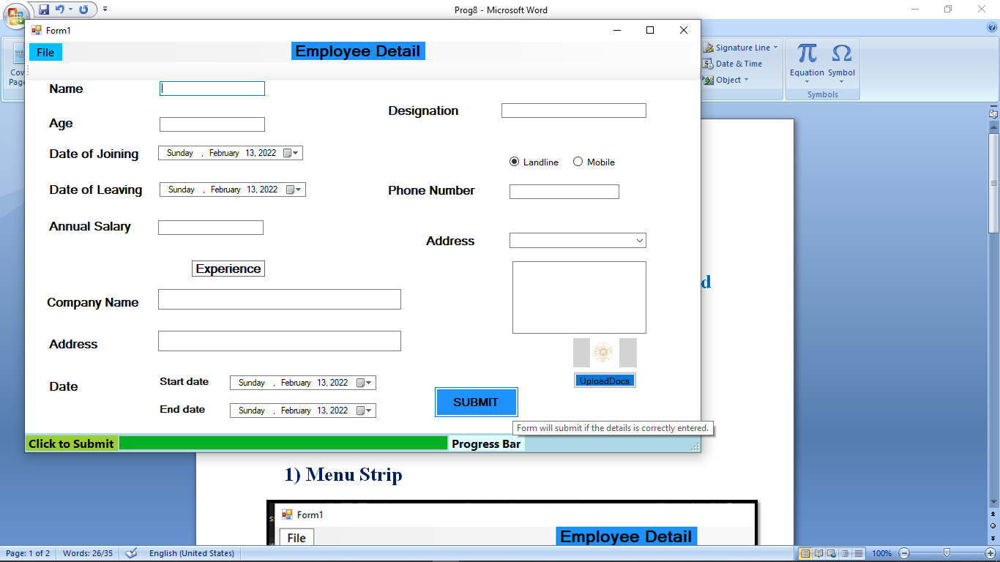 Prog8 - Microsoft Word
Form1
File
Employee Detail
Signature Line
Date & Time
Object
Equation
Symbol
Symbols
Cov
Page
Name
Age
Date of Joining
Sunday , February 13, 2022
Date of Leaving
Sunday , February 13, 2022
Annual Salary
Experience
Company Name
Address
Date
Start date
Sunday , February 13, 2022
End date
Sunday , February 13, 2022
Designation
Landline
Mobile
Phone Number
Address
UploadDocs
SUBMIT
Form will submit if the details is correctly entered.
Click to Submit
Progress Bar
d
1) Menu Strip
Form1
File
Employee Detail
Page: 1 of 2
Words: 26/35
English (United States)
100%